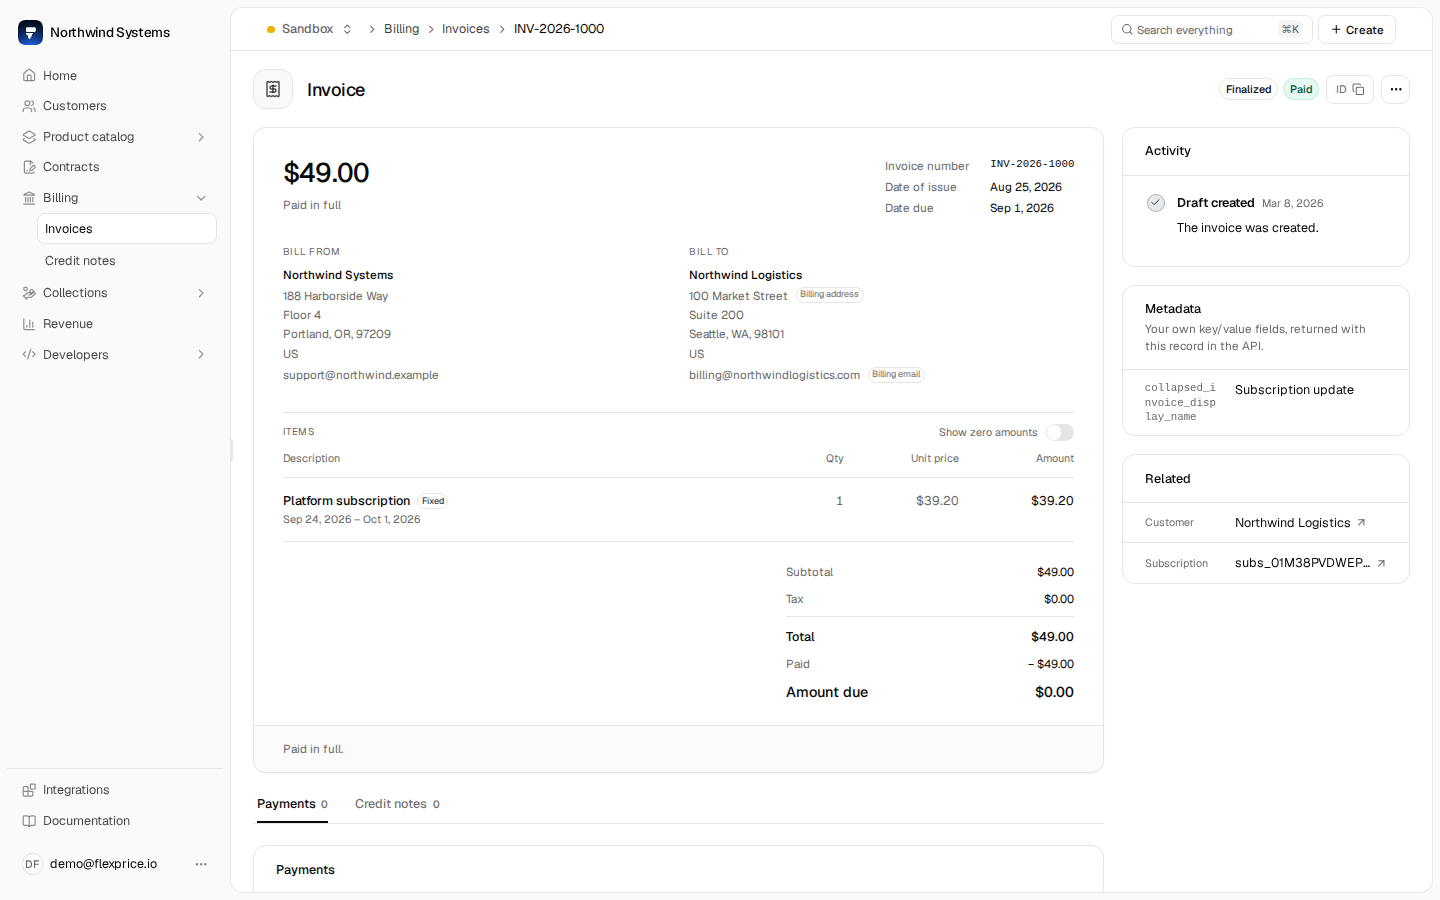 Northwind Systems
Home
Customers
Product catalog
Contracts
Billing
Invoices
Credit notes
Collections
Revenue
Developers
Integrations
Documentation
DF demo@flexprice.io
Sandbox Billing Invoices INV-2026-1000
Search everything ⌘K
Create
Invoice
Finalized Paid ID
$49.00
Paid in full
Invoice number INV-2026-1000
Date of issue Aug 25, 2026
Date due Sep 1, 2026
BILL FROM
Northwind Systems
188 Harborside Way
Floor 4
Portland, OR, 97209
US
support@northwind.example
BILL TO
Northwind Logistics
100 Market Street Billing address
Suite 200
Seattle, WA, 98101
US
billing@northwindlogistics.com Billing email
ITEMS Show zero amounts
Description Qty Unit price Amount
Platform subscription Fixed 1 $39.20 $39.20
Sep 24, 2026 – Oct 1, 2026
Subtotal $49.00
Tax $0.00
Total $49.00
Paid − $49.00
Amount due $0.00
Paid in full.
Payments 0 Credit notes 0
Payments
Activity
Draft created Mar 8, 2026
The invoice was created.
Metadata
Your own key/value fields, returned with
this record in the API.
collapsed_i
nvoice_disp
lay_name
Subscription update
Related
Customer Northwind Logistics
Subscription subs_01M38PVDWEP...